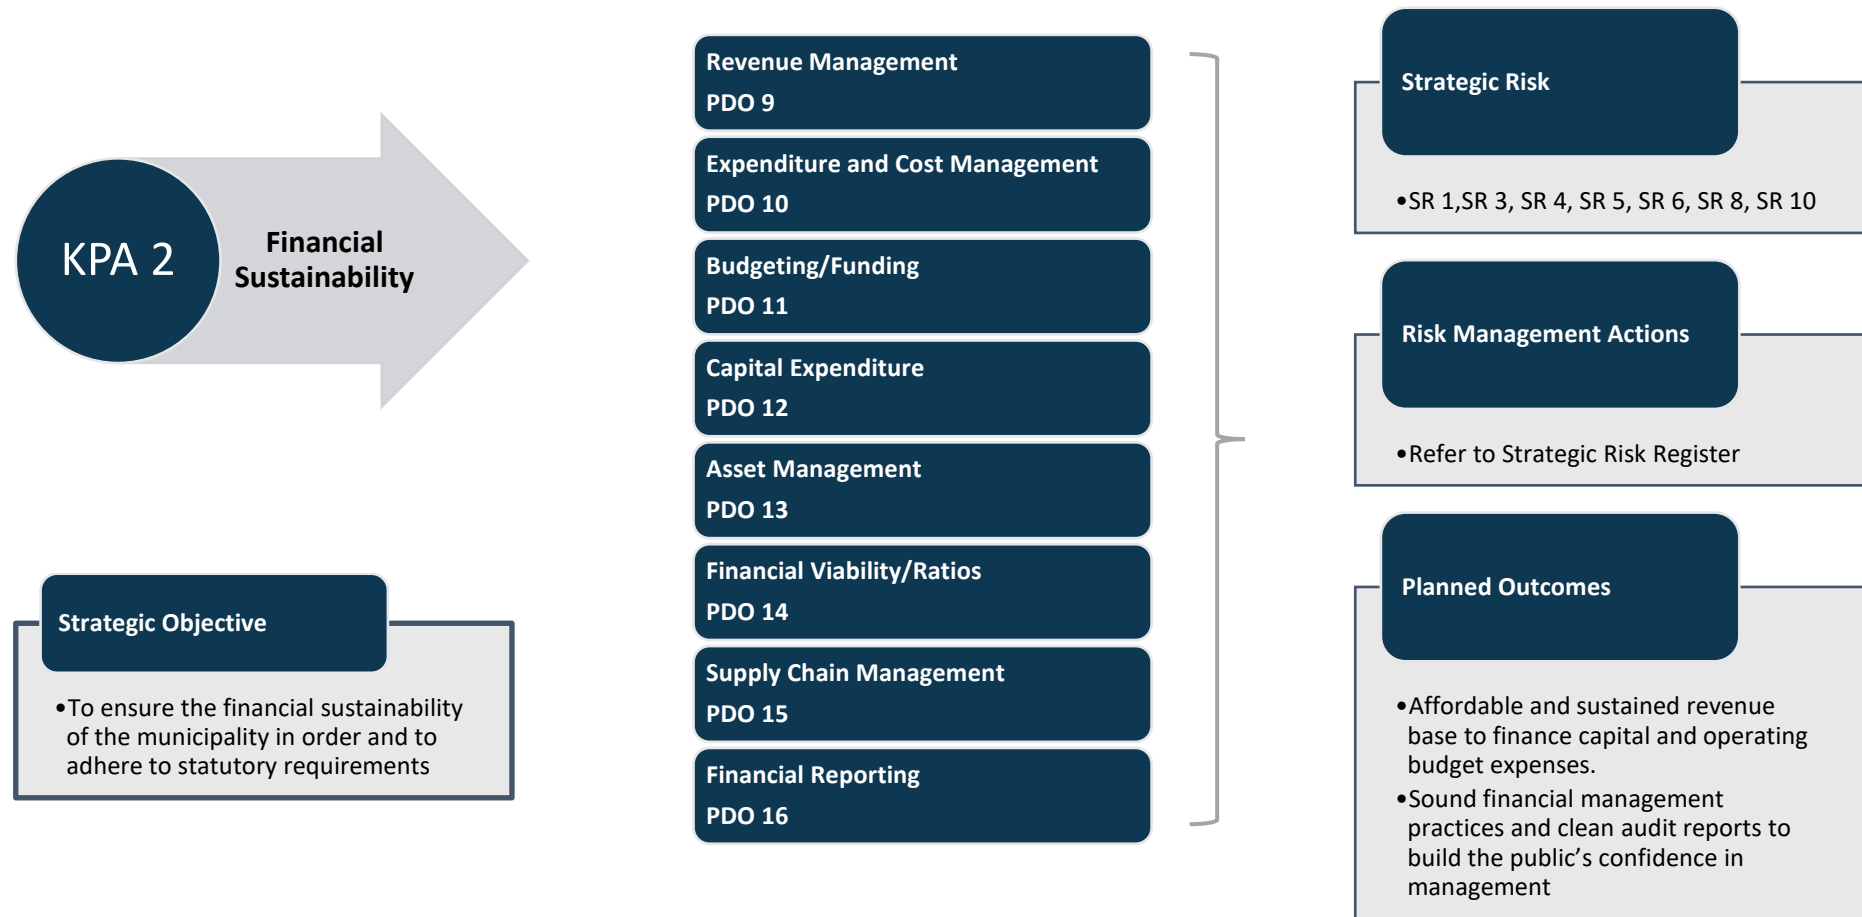 KPA 2
Financial
Sustainability
Strategic Objective
•To ensure the financial sustainability
of the municipality in order and to
adhere to statutory requirements
Revenue Management
PDO 9
Expenditure and Cost Management
PDO 10
Budgeting/Funding
PDO 11
Capital Expenditure
PDO 12
Asset Management
PDO 13
Financial Viability/Ratios
PDO 14
Supply Chain Management
PDO 15
Financial Reporting
PDO 16
Strategic Risk
•SR 1,SR 3, SR 4, SR 5, SR 6, SR 8, SR 10
Risk Management Actions
•Refer to Strategic Risk Register
Planned Outcomes
•Affordable and sustained revenue
base to finance capital and operating
budget expenses.
•Sound financial management
practices and clean audit reports to
build the public’s confidence in
management